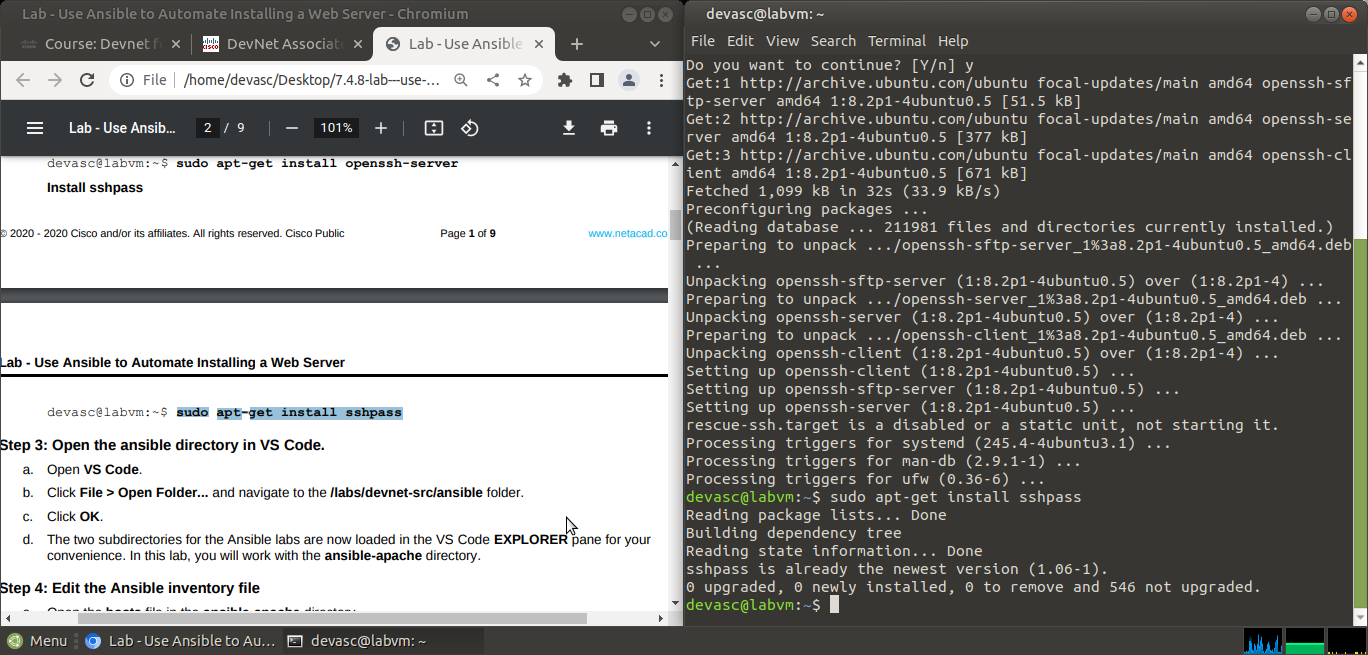 Lab - Use Ansible to Automate Installing a Web Server - Chromium
Course: Devnet f
DevNet Associat
Lab - Use Ansible
File
/home/devasc/Desktop/7.4.8-lab---use-...
Lab - Use Ansib...
2 / 9
101%
devasc@labvm:~$ sudo apt-get install openssh-server
Install sshpass
© 2020 - 2020 Cisco and/or its affiliates. All rights reserved. Cisco Public
Page 1 of 9
www.netacad.co
Lab - Use Ansible to Automate Installing a Web Server
devasc@labvm:~$ sudo apt-get install sshpass
Step 3: Open the ansible directory in VS Code.
a. Open VS Code.
b. Click File > Open Folder... and navigate to the /labs/devnet-src/ansible folder.
c. Click OK.
d. The two subdirectories for the Ansible labs are now loaded in the VS Code EXPLORER pane for your
convenience. In this lab, you will work with the ansible-apache directory.
Step 4: Edit the Ansible inventory file
a. Open the hosts file in the ansible-apache directory.
devasc@labvm: ~
File Edit View Search Terminal Help
Do you want to continue? [Y/n] y
Get:1 http://archive.ubuntu.com/ubuntu focal-updates/main amd64 openssh-sf
tp-server amd64 1:8.2p1-4ubuntu0.5 [51.5 kB]
Get:2 http://archive.ubuntu.com/ubuntu focal-updates/main amd64 openssh-se
rver amd64 1:8.2p1-4ubuntu0.5 [377 kB]
Get:3 http://archive.ubuntu.com/ubuntu focal-updates/main amd64 openssh-cl
ient amd64 1:8.2p1-4ubuntu0.5 [671 kB]
Fetched 1,099 kB in 32s (33.9 kB/s)
Preconfiguring packages ...
(Reading database ... 211981 files and directories currently installed.)
Preparing to unpack .../openssh-sftp-server_1%3a8.2p1-4ubuntu0.5_amd64.deb
...
Unpacking openssh-sftp-server (1:8.2p1-4ubuntu0.5) over (1:8.2p1-4) ...
Preparing to unpack .../openssh-server_1%3a8.2p1-4ubuntu0.5_amd64.deb ...
Unpacking openssh-server (1:8.2p1-4ubuntu0.5) over (1:8.2p1-4) ...
Preparing to unpack .../openssh-client_1%3a8.2p1-4ubuntu0.5_amd64.deb ...
Unpacking openssh-client (1:8.2p1-4ubuntu0.5) over (1:8.2p1-4) ...
Setting up openssh-client (1:8.2p1-4ubuntu0.5) ...
Setting up openssh-sftp-server (1:8.2p1-4ubuntu0.5) ...
Setting up openssh-server (1:8.2p1-4ubuntu0.5) ...
rescue-ssh.target is a disabled or a static unit, not starting it.
Processing triggers for systemd (245.4-4ubuntu3.1) ...
Processing triggers for man-db (2.9.1-1) ...
Processing triggers for ufw (0.36-6) ...
devasc@labvm:~$ sudo apt-get install sshpass
Reading package lists... Done
Building dependency tree
Reading state information... Done
sshpass is already the newest version (1.06-1).
0 upgraded, 0 newly installed, 0 to remove and 546 not upgraded.
devasc@labvm:~$
Menu
Lab - Use Ansible to Au...
devasc@labvm: ~